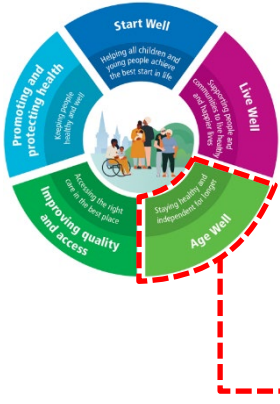 Start Well
Helping all children and
young people achieve
the best start in life
Live Well
Supporting people and
communities to live healthy
and happier lives
Age Well
Staying healthy and
independent for longer
Improving quality
and access
Accessing the right
care in the best place
Promoting and
protecting health
Keeping people
healthy and well